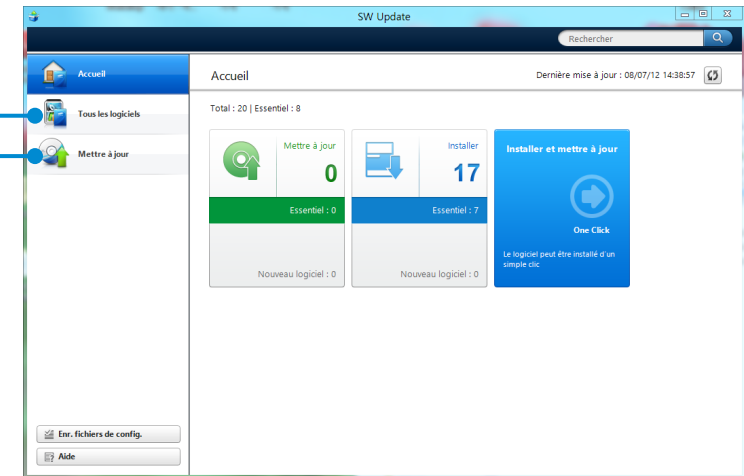 SW Update
Rechercher
Accueil
Tous les logiciels
Mettre à jour
Enr. fichiers de config.
Aide
Accueil
Dernière mise à jour : 08/07/12 14:38:57
Total : 20 | Essentiel : 8
Mettre à jour
0
Essentiel : 0
Nouveau logiciel : 0
Installer
17
Essentiel : 7
Nouveau logiciel : 0
Installer et mettre à jour
One Click
Le logiciel peut être installé d'un
simple clic